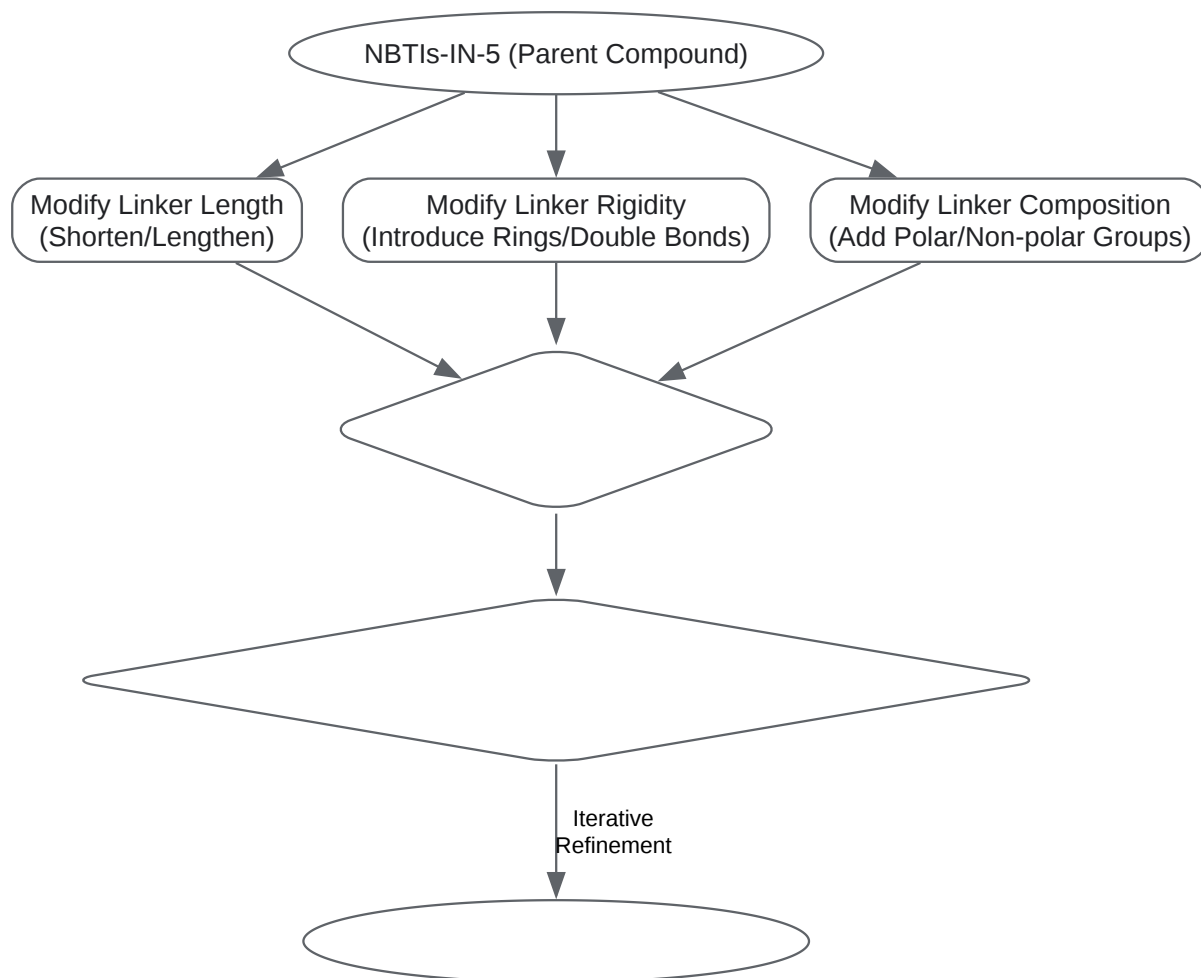 NBTIs-IN-5 (Parent Compound)
Modify Linker Length
(Shorten/Lengthen)
Modify Linker Rigidity
(Introduce Rings/Double Bonds)
Modify Linker Composition
(Add Polar/Non-polar Groups)
Iterative
Refinement